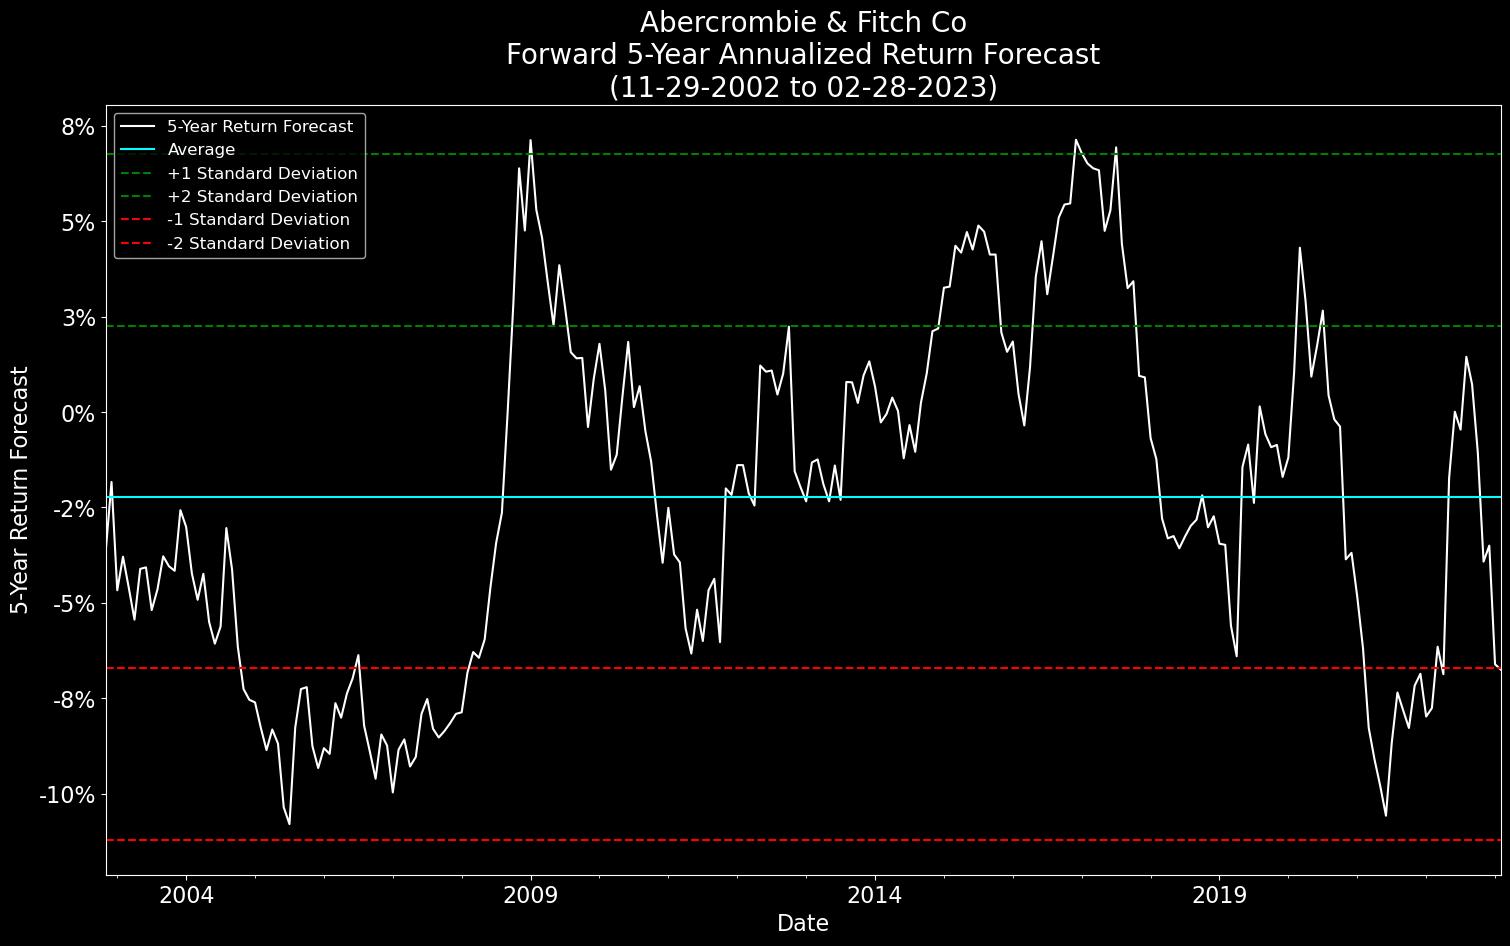 Abercrombie & Fitch Co
Forward 5-Year Annualized Return Forecast
(11-29-2002 to 02-28-2023)
5-Year Return Forecast
Average
+1 Standard Deviation
+2 Standard Deviation
-1 Standard Deviation
-2 Standard Deviation
5-Year Return Forecast
8%
5%
3%
0%
-2%
-5%
-8%
-10%
2004
2009
2014
2019
Date